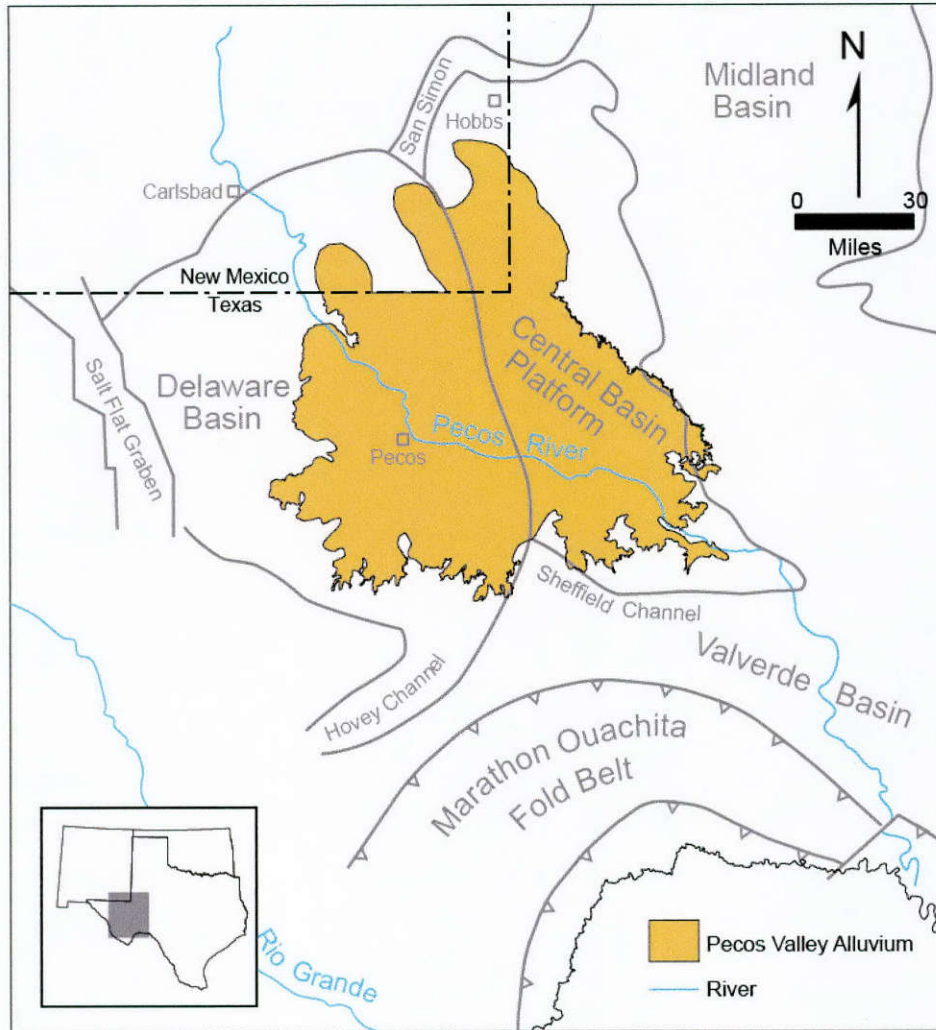 N
Midland
Basin
San Simon
Hobbs
Carlsbad
0 30
Miles
New Mexico
Texas
Salt Flat Graben
Delaware
Basin
Central Basin
Platform
Pecos River
Pecos
Sheffield Channel
Hovey Channel
Valverde Basin
Marathon Ouachita
Fold Belt
Rio Grande
Pecos Valley Alluvium
River